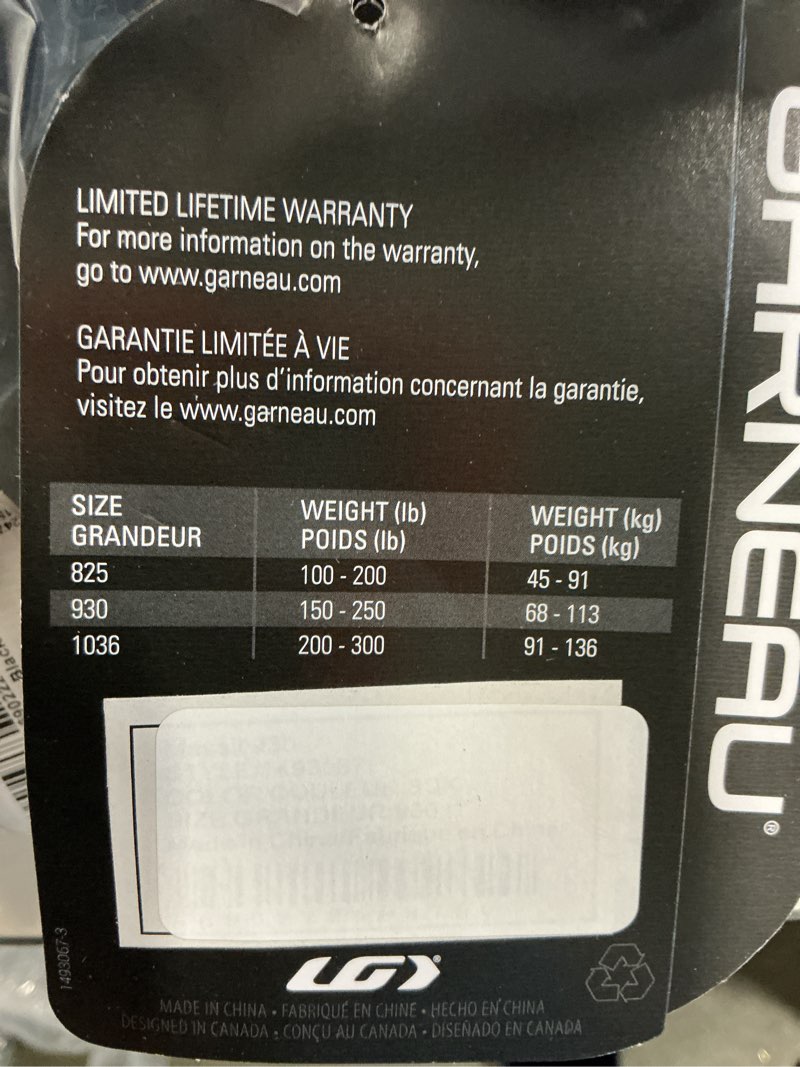 LIMITED LIFETIME WARRANTY
For more information on the warranty,
go to www.garneau.com
GARANTIE LIMITÉE À VIE
Pour obtenir plus d'information concernant la garantie,
visitez le www.garneau.com
SIZE WEIGHT (lb) WEIGHT (kg)
GRANDEUR POIDS (lb) POIDS (kg)
825 100 - 200 45 - 91
930 150 - 250 68 - 113
1036 200 - 300 91 - 136
1493067-3
LG®
MADE IN CHINA • FABRIQUÉ EN CHINE • HECHO EN CHINA
DESIGNED IN CANADA • CONÇU AU CANADA • DISEÑADO EN CANADA
GARNEAU®
Black